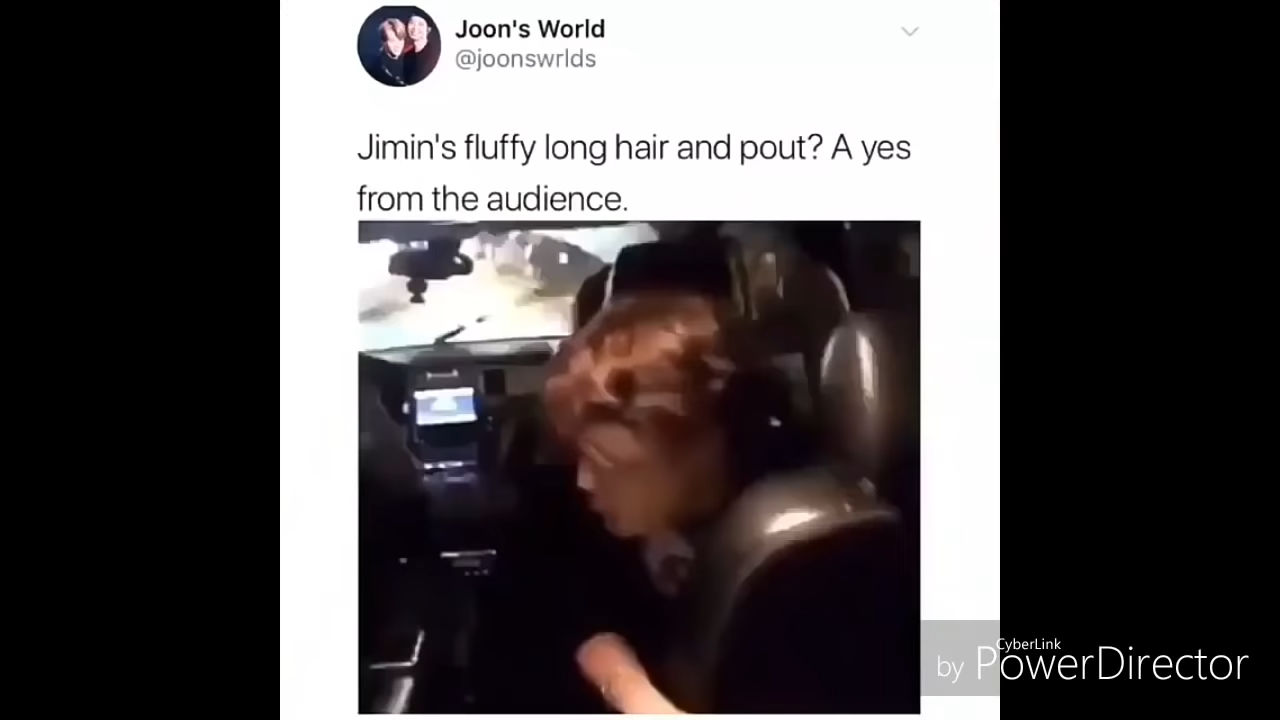 Joon's World
@joonswrlds
Jimin's fluffy long hair and pout? A yes
from the audience.
CyberLink
by PowerDirector